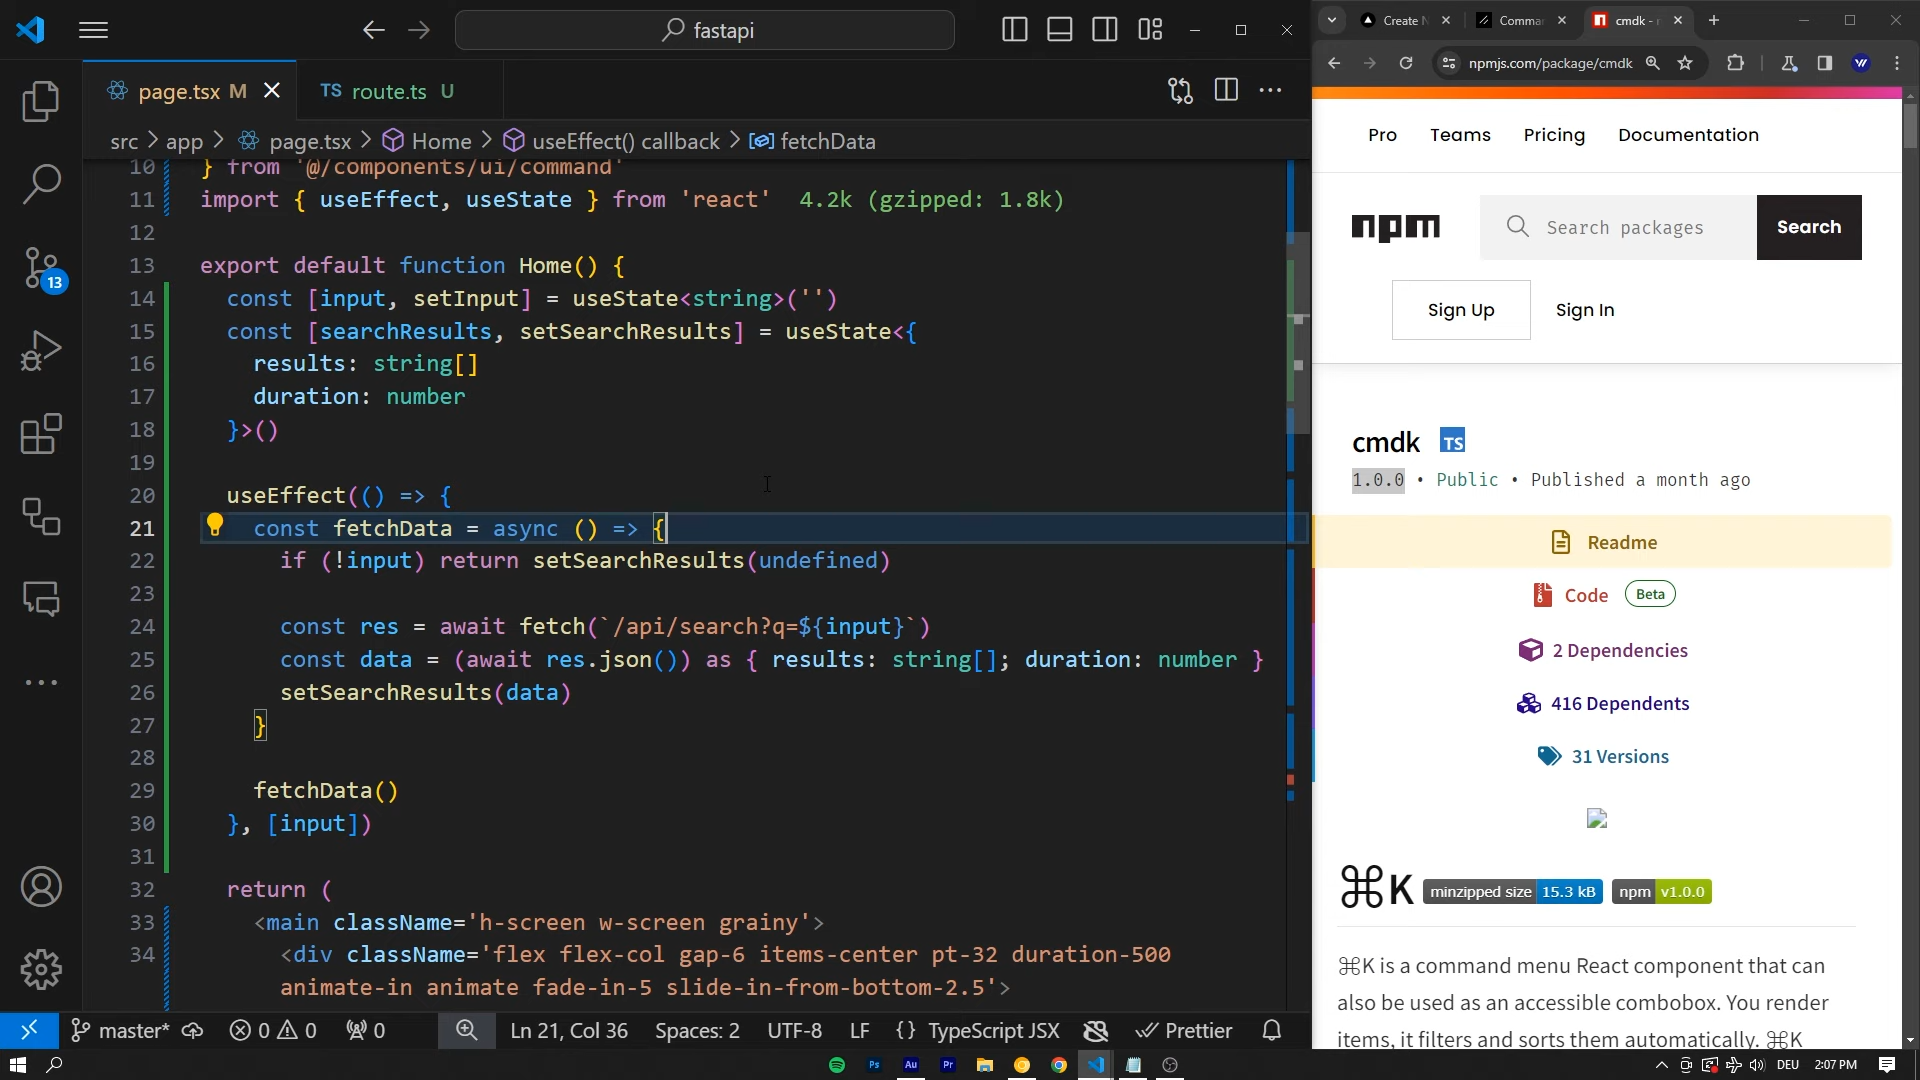 fastapi
page.tsx M
TS route.ts U
src > app > page.tsx > Home > useEffect() callback > fetchData
10 } from '@/components/ui/command'
11 import { useEffect, useState } from 'react' 4.2k (gzipped: 1.8k)
12
13 export default function Home() {
14 const [input, setInput] = useState<string>('')
15 const [searchResults, setSearchResults] = useState<{
16 results: string[]
17 duration: number
18 }>()
19
20 useEffect(() => {
21 const fetchData = async () => {
22 if (!input) return setSearchResults(undefined)
23
24 const res = await fetch(`/api/search?q=${input}`)
25 const data = (await res.json()) as { results: string[]; duration: number }
26 setSearchResults(data)
27 }
28
29 fetchData()
30 }, [input])
31
32 return (
33 <main className='h-screen w-screen grainy'>
34 <div className='flex flex-col gap-6 items-center pt-32 duration-500
animate-in animate fade-in-5 slide-in-from-bottom-2.5'>
13
master* 0 0 0 Ln 21, Col 36 Spaces: 2 UTF-8 LF {} TypeScript JSX Prettier
Create N Comma cmdk - n
npmjs.com/package/cmdk
Pro Teams Pricing Documentation
npm Search packages Search
Sign Up Sign In
cmdk TS
1.0.0 • Public • Published a month ago
Readme
Code Beta
2 Dependencies
416 Dependents
31 Versions
⌘K minzipped size 15.3 kB npm v1.0.0
⌘K is a command menu React component that can
also be used as an accessible combobox. You render
items, it filters and sorts them automatically. ⌘K
Ps Au Pr DEU 2:07 PM